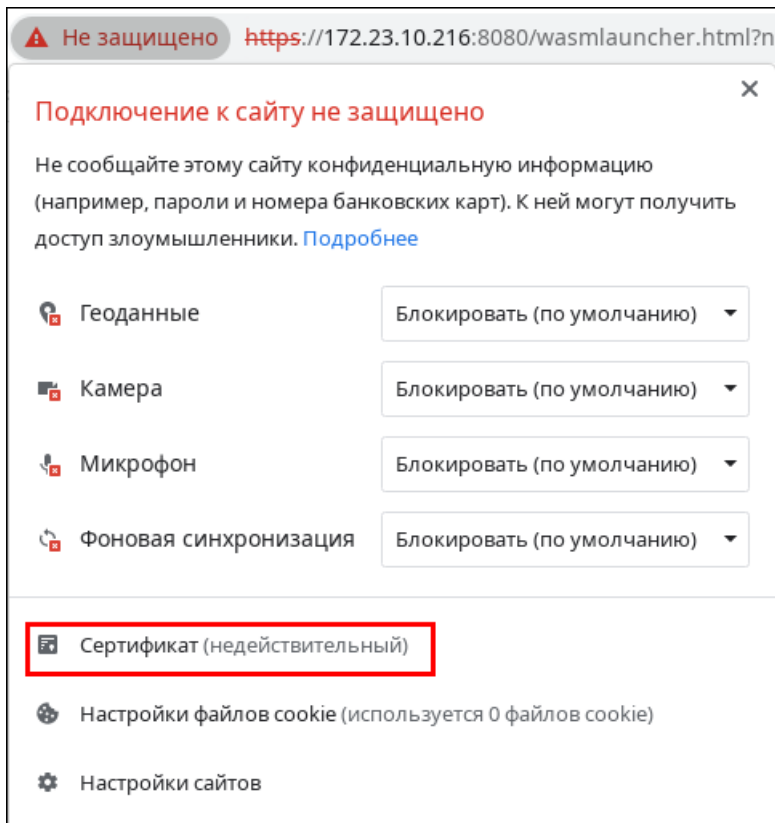 Не защищено https://172.23.10.216:8080/wasmlauncher.html?n
Подключение к сайту не защищено
Не сообщайте этому сайту конфиденциальную информацию
(например, пароли и номера банковских карт). К ней могут получить
доступ злоумышленники. Подробнее
Геоданные Блокировать (по умолчанию)
Камера Блокировать (по умолчанию)
Микрофон Блокировать (по умолчанию)
Фоновая синхронизация Блокировать (по умолчанию)
Сертификат (недействительный)
Настройки файлов cookie (используется 0 файлов cookie)
Настройки сайтов